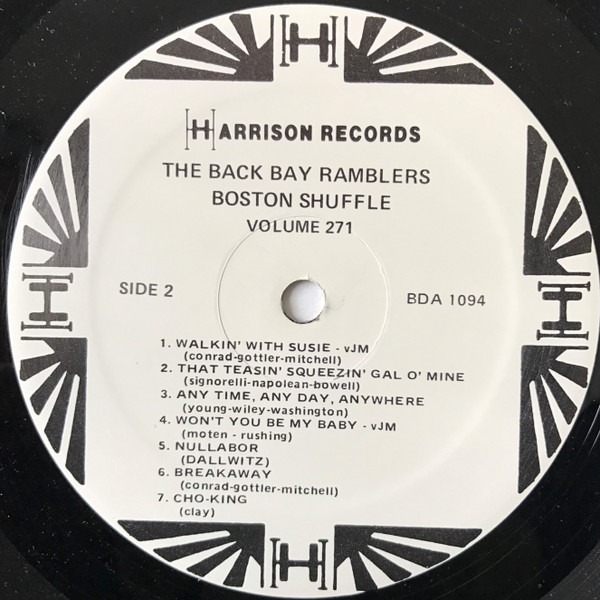 H
HARRISON RECORDS
THE BACK BAY RAMBLERS
BOSTON SHUFFLE
VOLUME 271
SIDE 2
BDA 1094
H
H
1. WALKIN' WITH SUSIE - vJM
(conrad-gottler-mitchell)
2. THAT TEASIN' SQUEEZIN' GAL O' MINE
(signorelli-napolean-bowell)
3. ANY TIME, ANY DAY, ANYWHERE
(young-wiley-washington)
4. WON'T YOU BE MY BABY - vJM
(moten - rushing)
5. NULLABOR
(DALLWITZ)
6. BREAKAWAY
(conrad-gottler-mitchell)
7. CHO-KING
(clay)
H